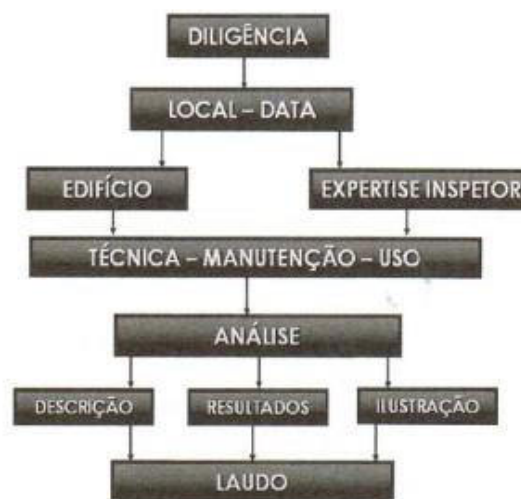 DILIGÊNCIA
LOCAL – DATA
EDIFÍCIO
EXPERTISE INSPETOR
TÉCNICA – MANUTENÇÃO – USO
ANÁLISE
DESCRIÇÃO
RESULTADOS
ILUSTRAÇÃO
LAUDO